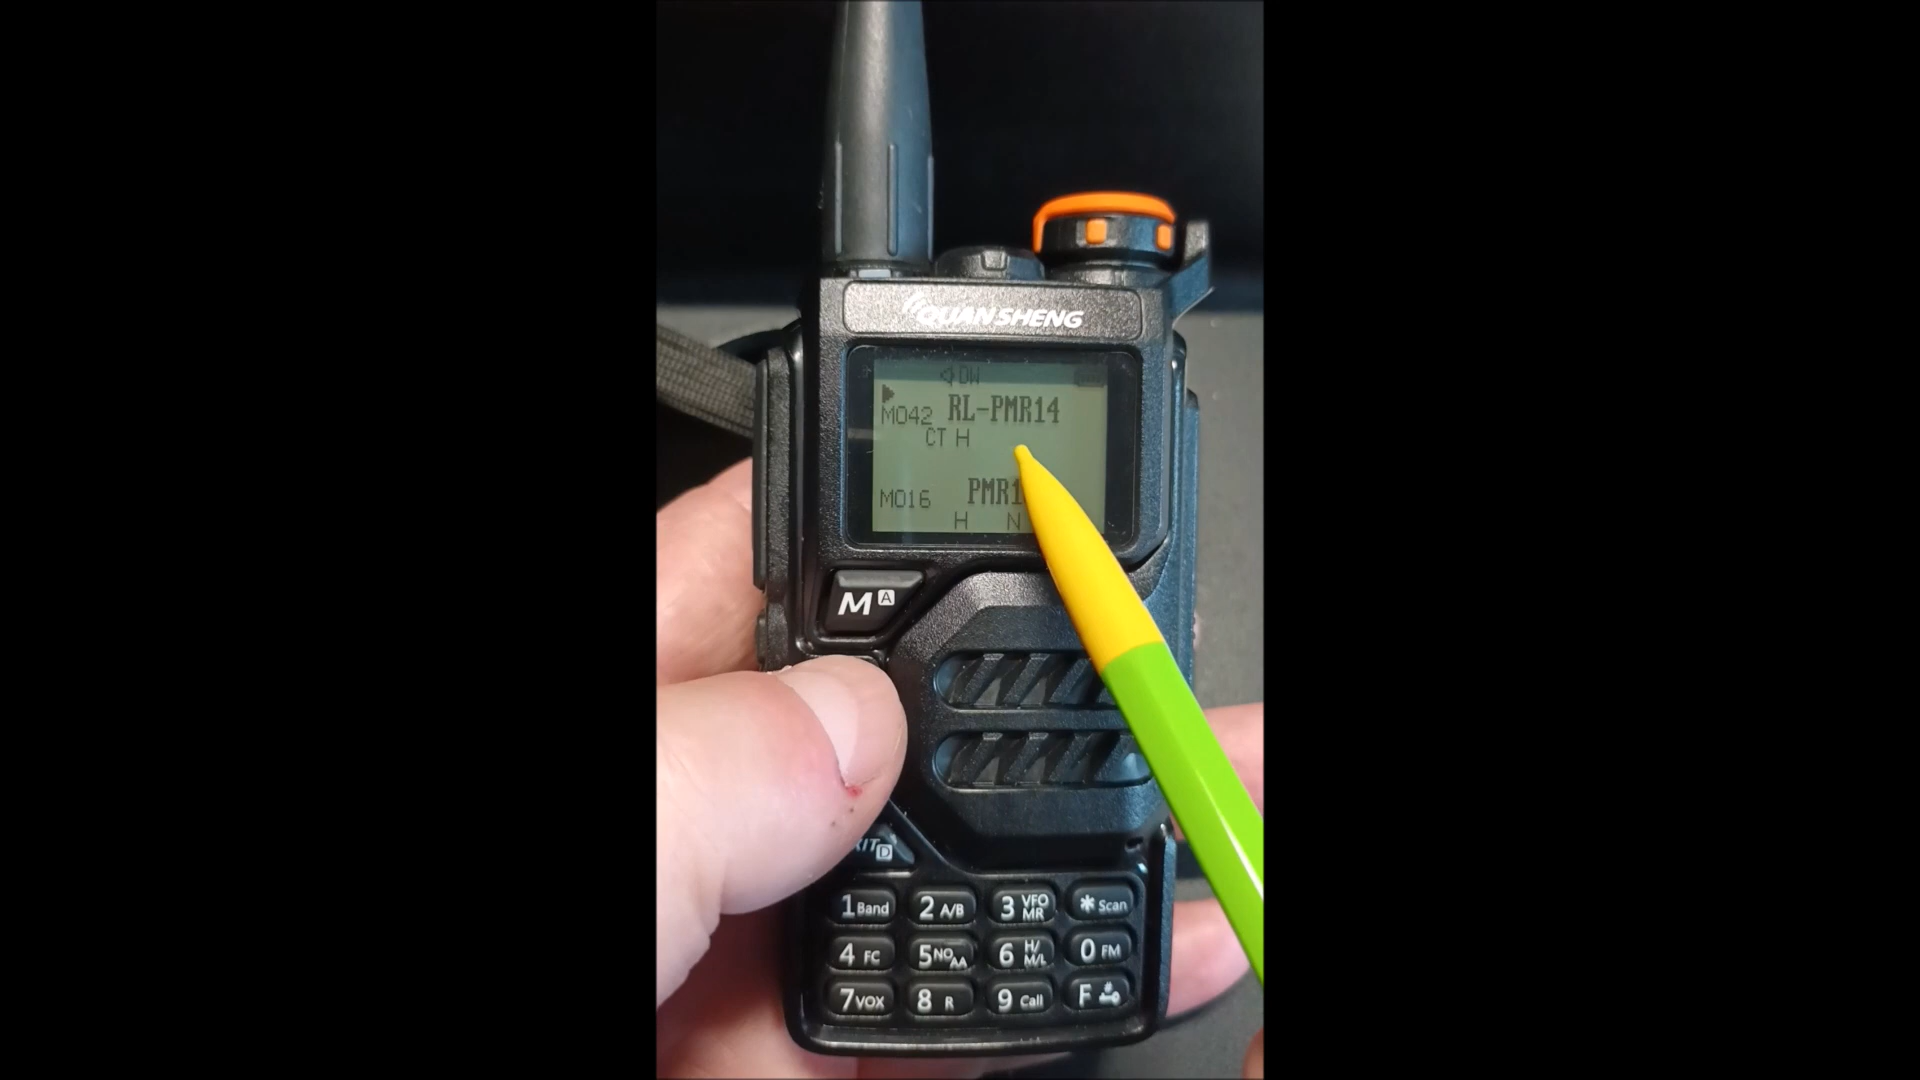 QUANSHENG
DW
M042 RL-PMR14
CT H
M016
H N
M A
D
1 Band 2 A/B 3 VFO MR * Scan
4 FC 5 NOAA 6 H/M/L 0 FM
7 VOX 8 R 9 Call F #